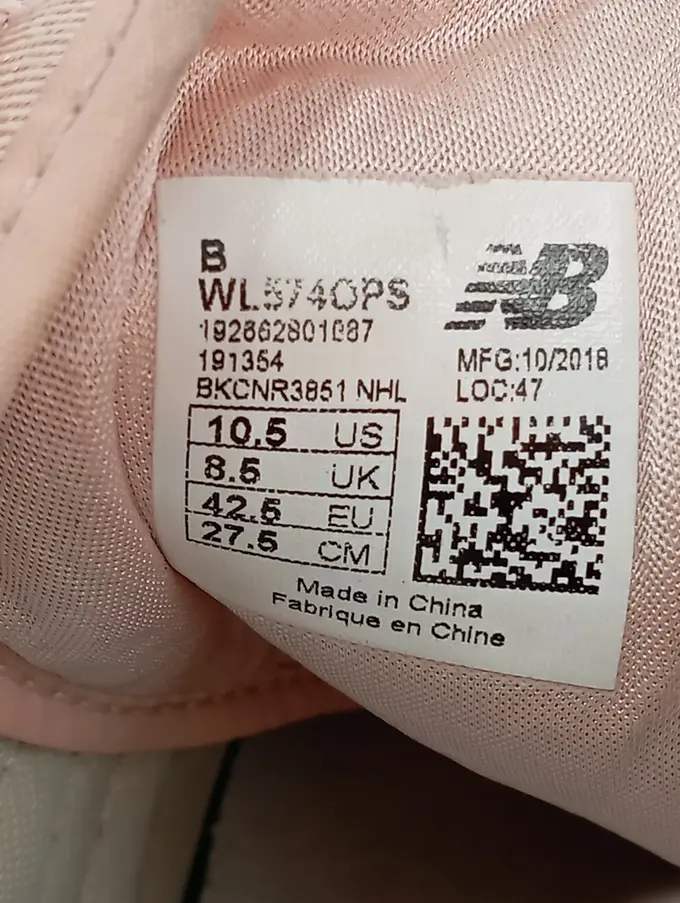 B
WL574OPS
192662801087
191354
BKCNR3851 NHL
NB
MFG:10/2018
LOC:47
10.5 US
8.5 UK
42.5 EU
27.5 CM
Made in China
Fabrique en Chine